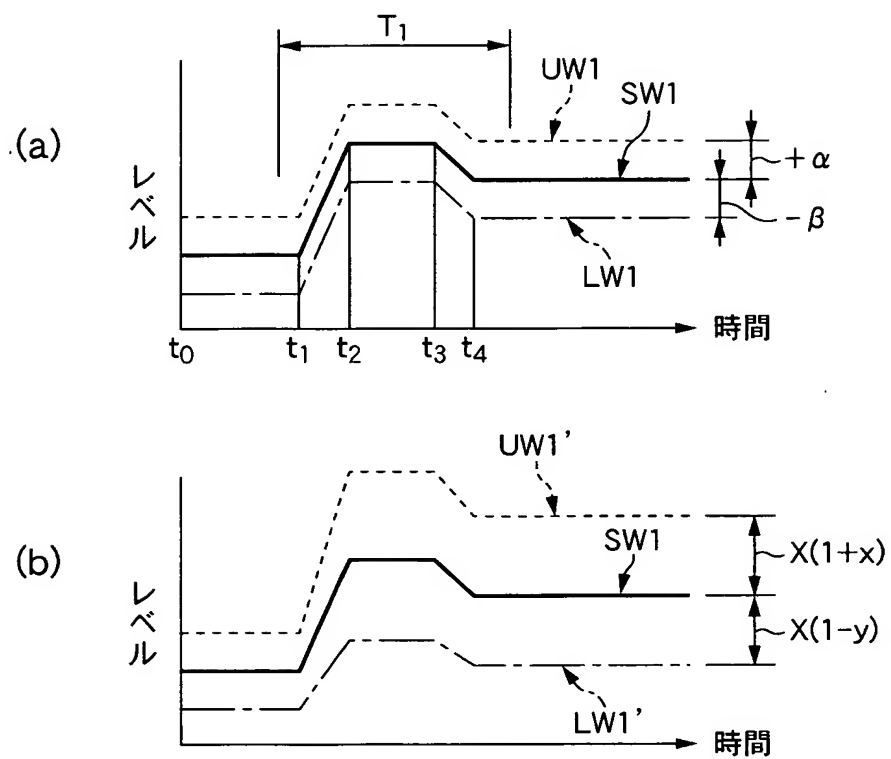 T1
UW1
SW1
(a)
+α
レベル
-β
LW1
時間
t0 t1 t2 t3 t4
UW1'
SW1
(b)
X(1+x)
レベル
X(1-y)
LW1'
時間